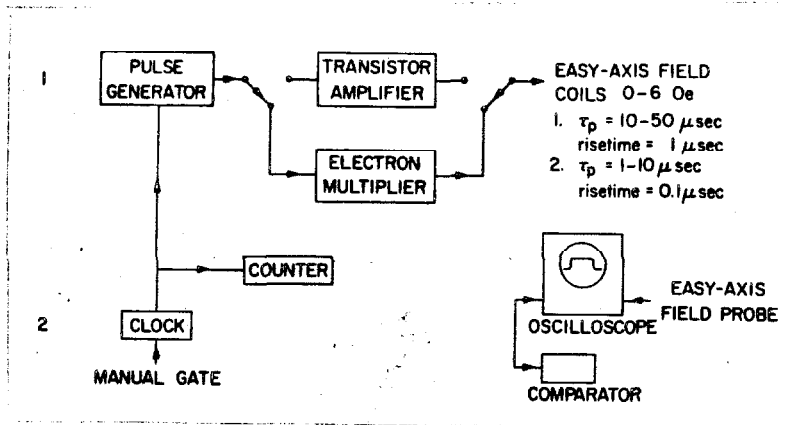 1
PULSE
GENERATOR
TRANSISTOR
AMPLIFIER
EASY-AXIS FIELD
COILS 0-6 Oe
1. τp = 10-50 μsec
risetime = 1 μsec
2. τp = 1-10 μsec
risetime = 0.1 μsec
ELECTRON
MULTIPLIER
COUNTER
2
CLOCK
MANUAL GATE
OSCILLOSCOPE
EASY-AXIS
FIELD PROBE
COMPARATOR